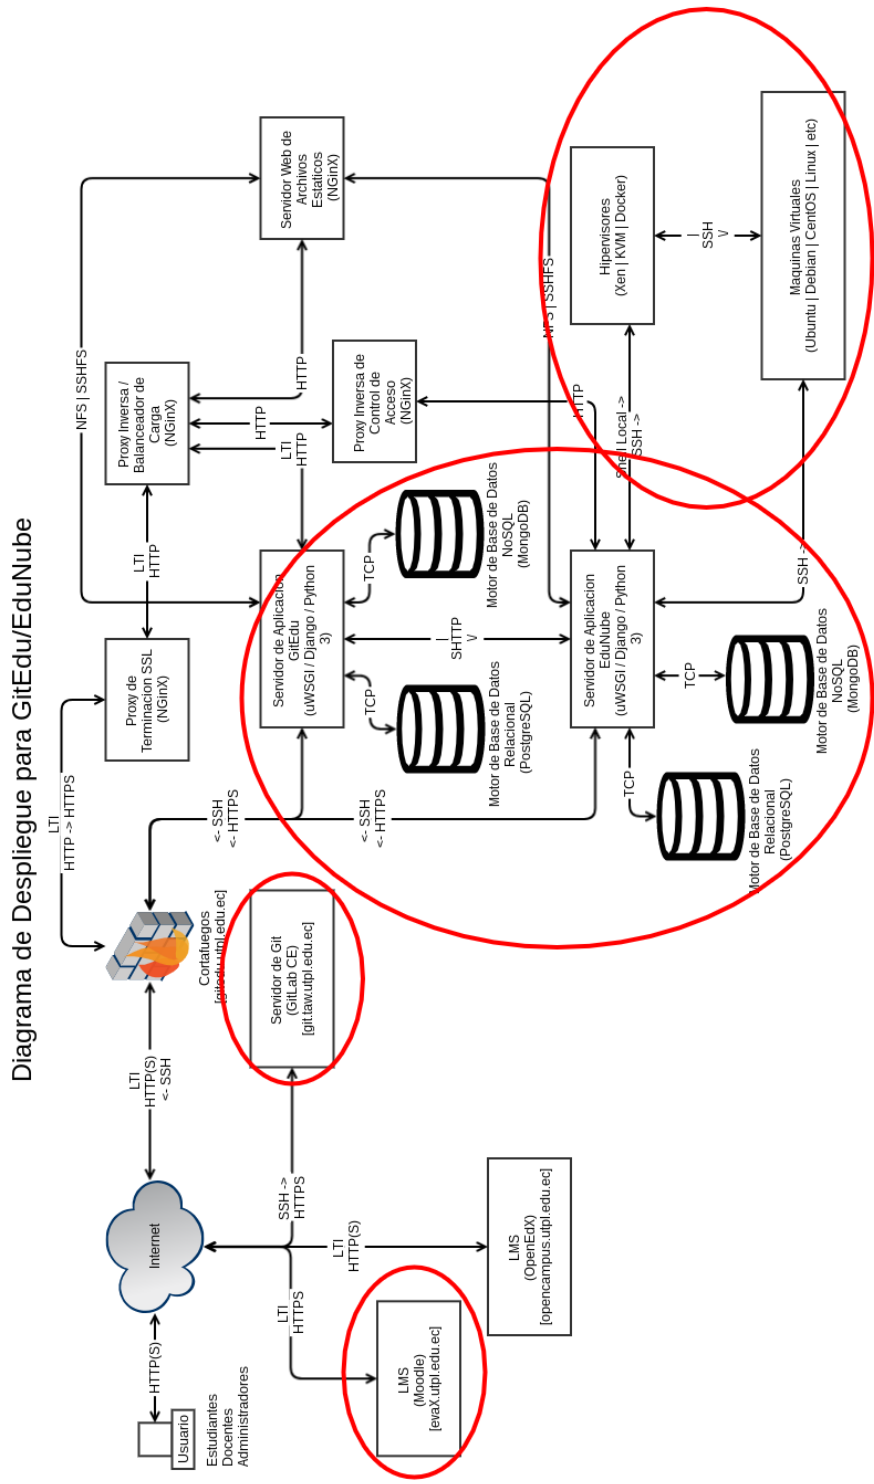 Diagrama de Despliegue para GitEdu/EduNube
Usuario
Estudiantes
Docentes
Administradores
HTTP(S)
Internet
LTI
HTTP(S)
<- SSH
Cortafuegos
[gitedu.utpl.edu.ec]
LTI
HTTP -> HTTPS
Proxy de
Terminacion SSL
(NGinX)
LTI
HTTP
Proxy Inversa /
Balanceador de
Carga
(NGinX)
NFS | SSHFS
Servidor Web de
Archivos
Estaticos
(NGinX)
HTTP
HTTP
LTI
HTTP
Proxy Inversa de
Control de
Acceso
(NGinX)
HTTP
NFS | SSHFS
<- SSH
<- HTTPS
<- SSH
<- HTTPS
Servidor de Aplicacion
GitEdu
(uWSGI / Django / Python
3)
TCP
Motor de Base de Datos
Relacional
(PostgreSQL)
TCP
Motor de Base de Datos
NoSQL
(MongoDB)
|
SHTTP
\/
Servidor de Aplicacion
EduNube
(uWSGI / Django / Python
3)
TCP
Motor de Base de Datos
Relacional
(PostgreSQL)
TCP
Motor de Base de Datos
NoSQL
(MongoDB)
Shell Local ->
SSH ->
Hipervisores
(Xen | KVM | Docker)
|
SSH
\/
Maquinas Virtuales
(Ubuntu | Debian | CentOS | Linux | etc)
SSH ->
SSH ->
HTTPS
Servidor de Git
(GitLab CE)
[git.taw.utpl.edu.ec]
LTI
HTTPS
LMS
(Moodle)
[evaX.utpl.edu.ec]
LTI
HTTP(S)
LMS
(OpenEdX)
[opencampus.utpl.edu.ec]